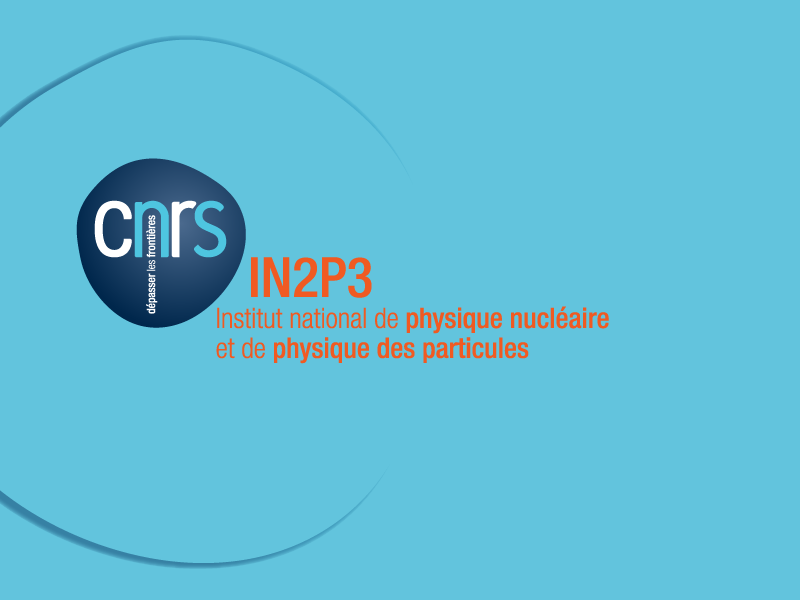 cnrs
dépasser les frontières
IN2P3
Institut national de physique nucléaire
et de physique des particules